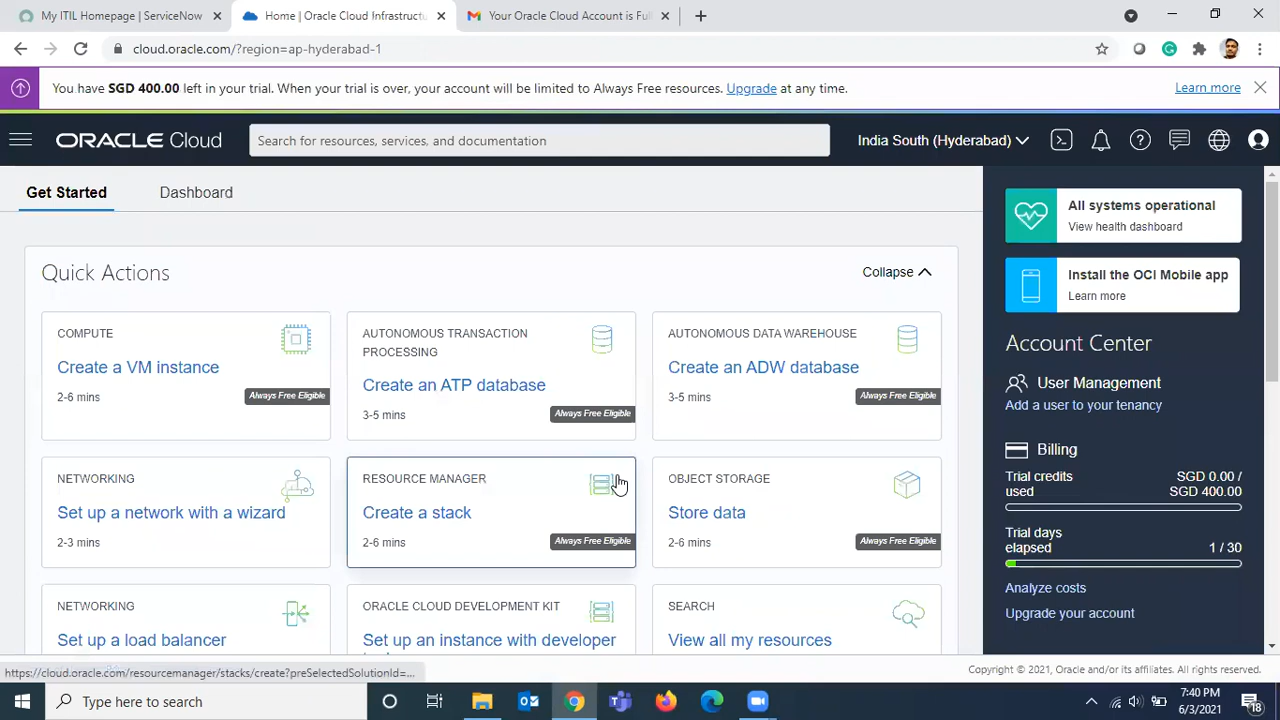 My ITIL Homepage | ServiceNow
Home | Oracle Cloud Infrastructu
Your Oracle Cloud Account is Full
cloud.oracle.com/?region=ap-hyderabad-1
You have SGD 400.00 left in your trial. When your trial is over, your account will be limited to Always Free resources. Upgrade at any time.
Learn more
ORACLE Cloud
Search for resources, services, and documentation
India South (Hyderabad)
Get Started
Dashboard
All systems operational
View health dashboard
Quick Actions
Collapse
Install the OCI Mobile app
Learn more
COMPUTE
Create a VM instance
2-6 mins
Always Free Eligible
AUTONOMOUS TRANSACTION
PROCESSING
Create an ATP database
3-5 mins
Always Free Eligible
AUTONOMOUS DATA WAREHOUSE
Create an ADW database
3-5 mins
Always Free Eligible
Account Center
User Management
Add a user to your tenancy
Billing
Trial credits used
SGD 0.00 /
SGD 400.00
Trial days elapsed
1 / 30
Analyze costs
Upgrade your account
NETWORKING
Set up a network with a wizard
2-3 mins
RESOURCE MANAGER
Create a stack
2-6 mins
Always Free Eligible
OBJECT STORAGE
Store data
2-6 mins
Always Free Eligible
NETWORKING
Set up a load balancer
ORACLE CLOUD DEVELOPMENT KIT
Set up an instance with developer
SEARCH
View all my resources
https://cloud.oracle.com/resourcemanager/stacks/create?preSelectedSolutionId=...
Copyright © 2021, Oracle and/or its affiliates. All rights reserved.
Type here to search
7:40 PM
6/3/2021
18